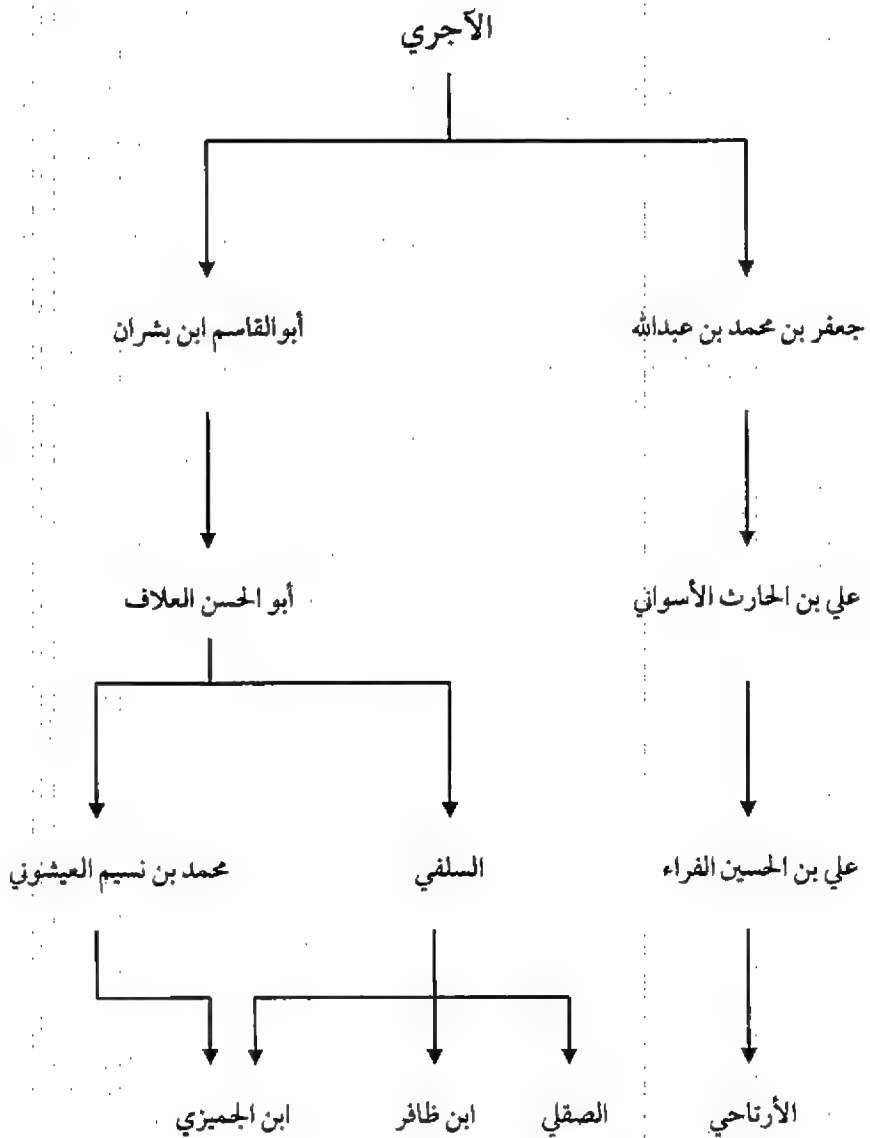 الآجري
جعفر بن محمد بن عبدالله
أبو القاسم ابن بشران
علي بن الحارث الأسواني
أبو الحسن العلاف
علي بن الحسين الفراء
السلفي
محمد بن نسيم العيشوني
الأرتاحي
الصقلي
ابن ظافر
ابن الجميزي